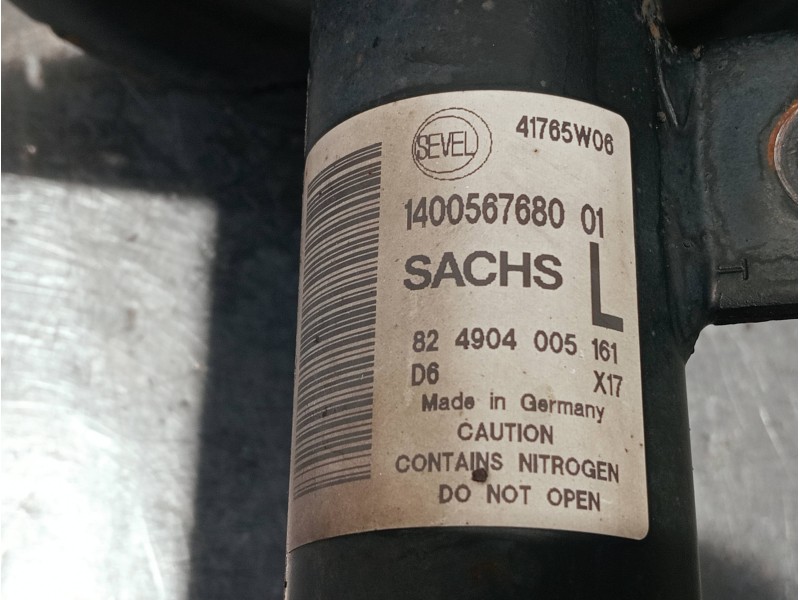 SEVEL
41765W06
1400567680 01
SACHS L
82 4904 005 161
D6 X17
Made in Germany
CAUTION
CONTAINS NITROGEN
DO NOT OPEN